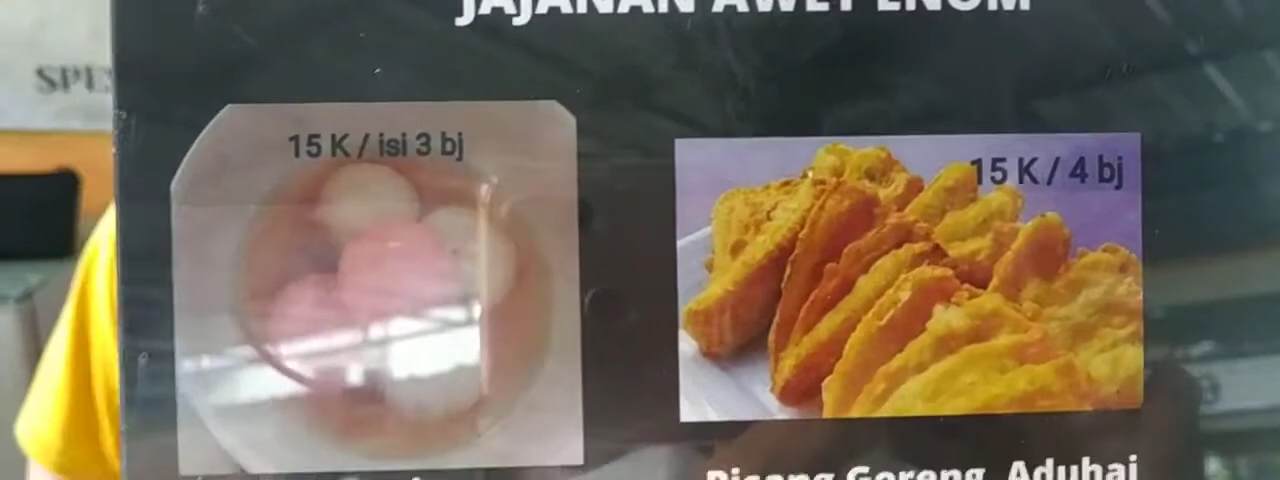 JAJANAN AWET ENOM
SPE
15 K / isi 3 bj
15 K / 4 bj
Pisang Goreng Aduhai